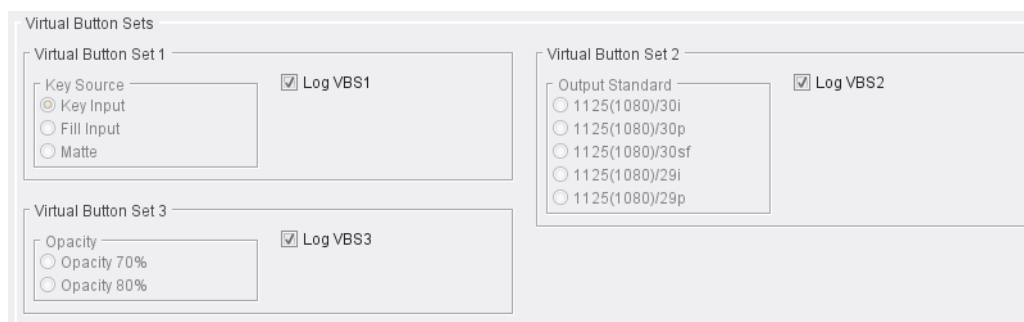 Virtual Button Sets
Virtual Button Set 1
Key Source
Log VBS1
Key Input
Fill Input
Matte
Virtual Button Set 2
Output Standard
Log VBS2
1125(1080)/30i
1125(1080)/30p
1125(1080)/30sf
1125(1080)/29i
1125(1080)/29p
Virtual Button Set 3
Opacity
Log VBS3
Opacity 70%
Opacity 80%